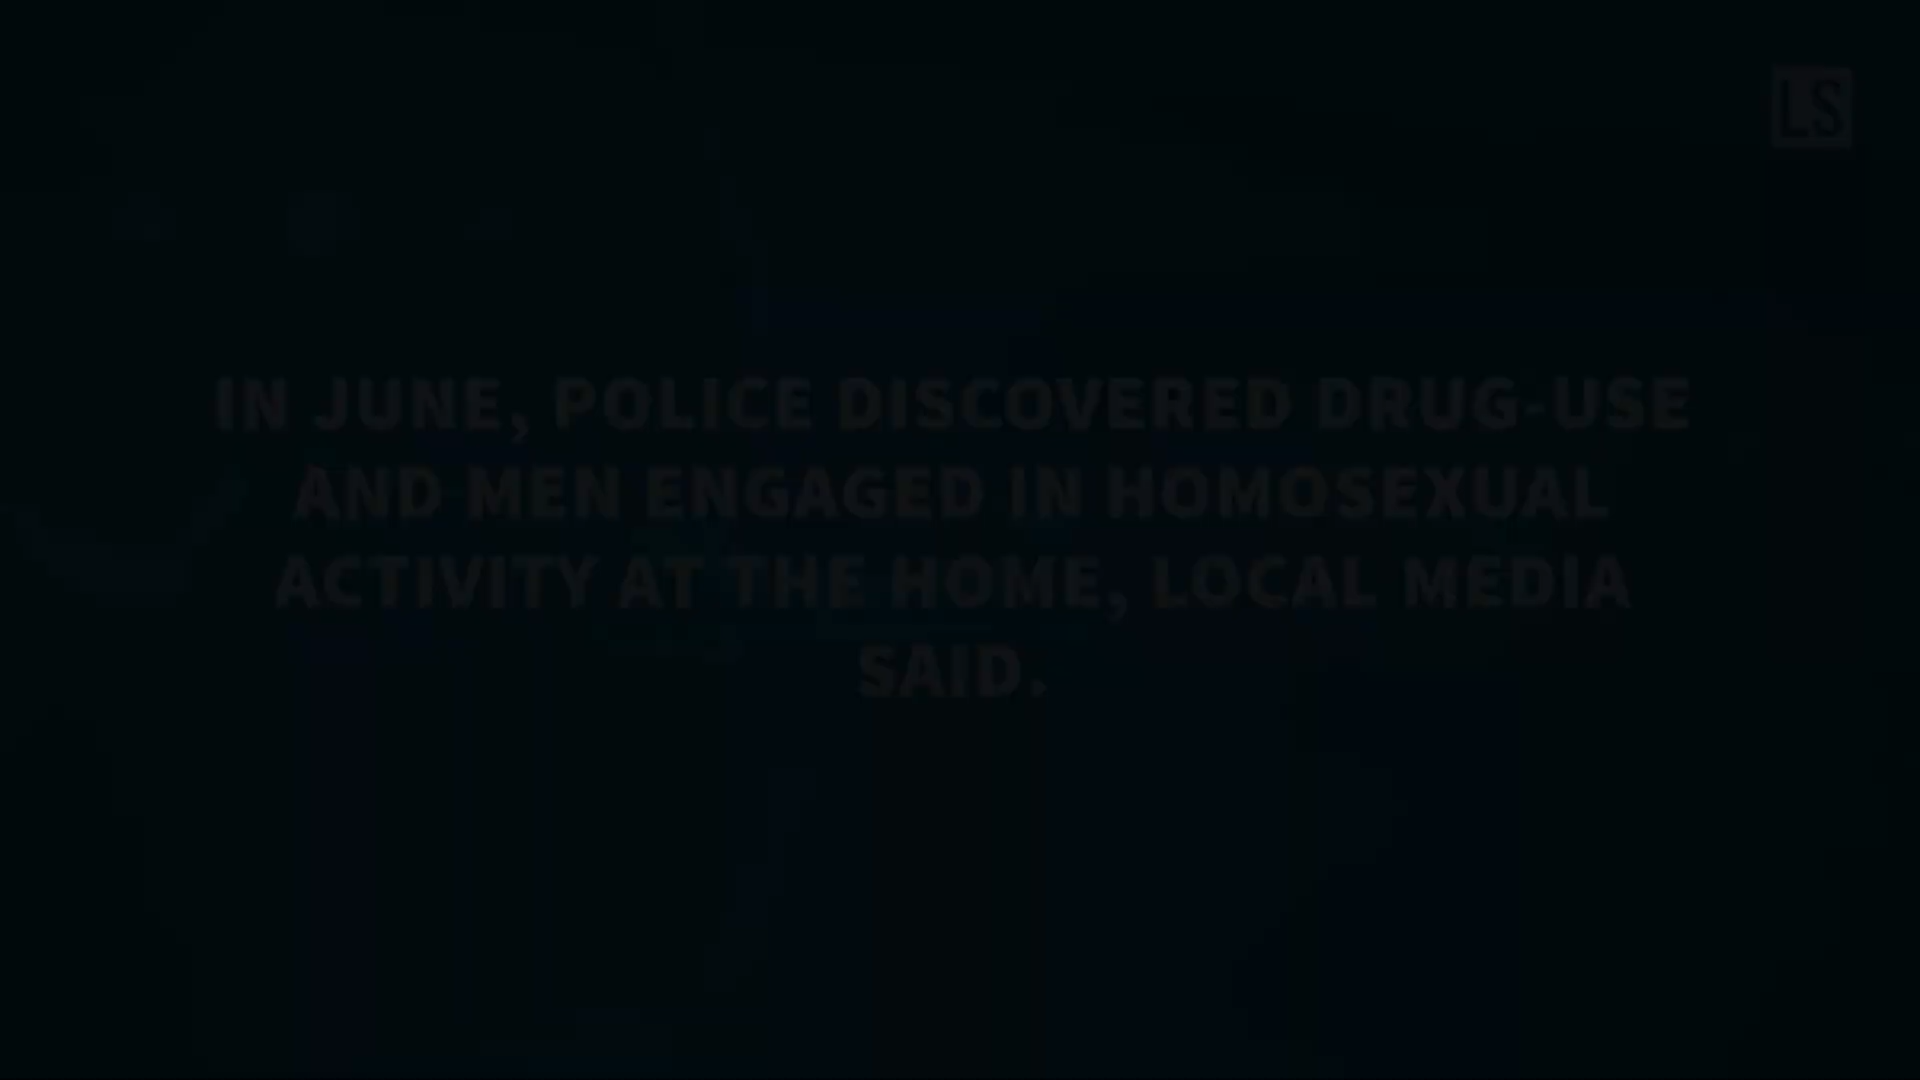 LS
IN JUNE, POLICE DISCOVERED DRUG-USE
AND MEN ENGAGED IN HOMOSEXUAL
ACTIVITY AT THE HOME, LOCAL MEDIA
SAID.